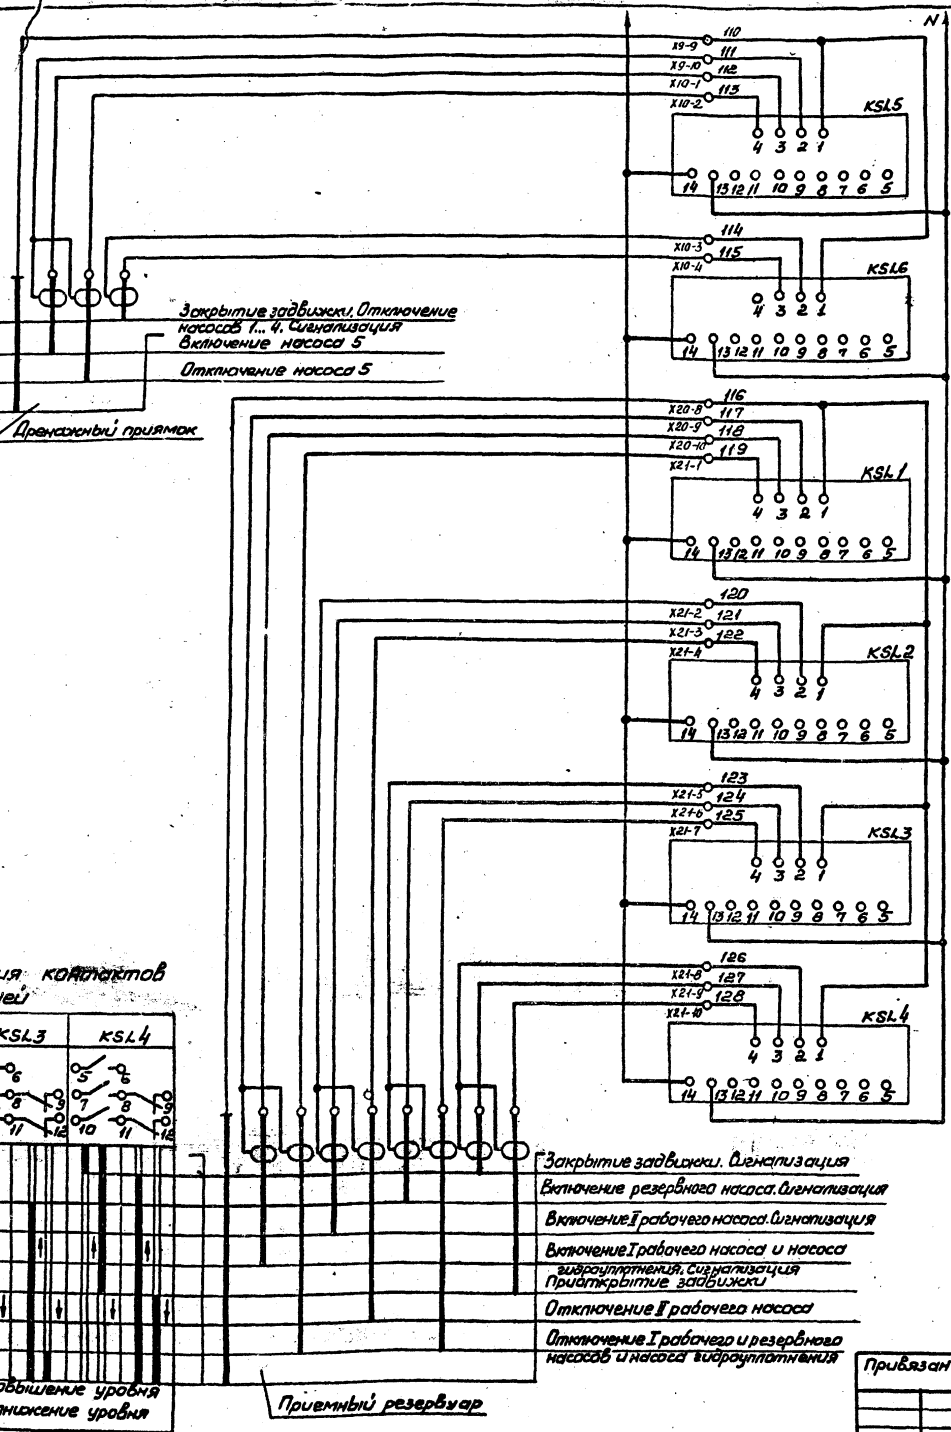 N
110
X9-9
111
X9-10
112
X10-1
113
X10-2
KSL5
4 3 2 1
14 13 12 11 10 9 8 7 6 5
114
X10-3
115
X10-4
KSL6
4 3 2 1
14 13 12 11 10 9 8 7 6 5
Закрытие задвижки. Отключение
насосов 1... 4. Сигнализация
Включение насоса 5
Отключение насоса 5
Дренажный приямок
116
X20-8
117
X20-9
118
X20-10
119
X21-1
KSL1
4 3 2 1
14 13 12 11 10 9 8 7 6 5
120
X21-2
121
X21-3
122
X21-4
KSL2
4 3 2 1
14 13 12 11 10 9 8 7 6 5
123
X21-5
124
X21-6
125
X21-7
KSL3
4 3 2 1
14 13 12 11 10 9 8 7 6 5
126
X21-8
127
X21-9
128
X21-10
KSL4
4 3 2 1
14 13 12 11 10 9 8 7 6 5
ия контактов
ней
KSL3 KSL4
6 5 6
8 9 7 8 9
11 12 10 11 12
Закрытие задвижки. Сигнализация
Включение резервного насоса. Сигнализация
Включение II рабочего насоса. Сигнализация
Включение I рабочего насоса и насоса
гидроуплотнения. Сигнализация
Приоткрытие задвижки
Отключение II рабочего насоса
Отключение I рабочего и резервного
насосов и насоса гидроуплотнения
овышение уровня
онижение уровня
Приемный резервуар
Привязан